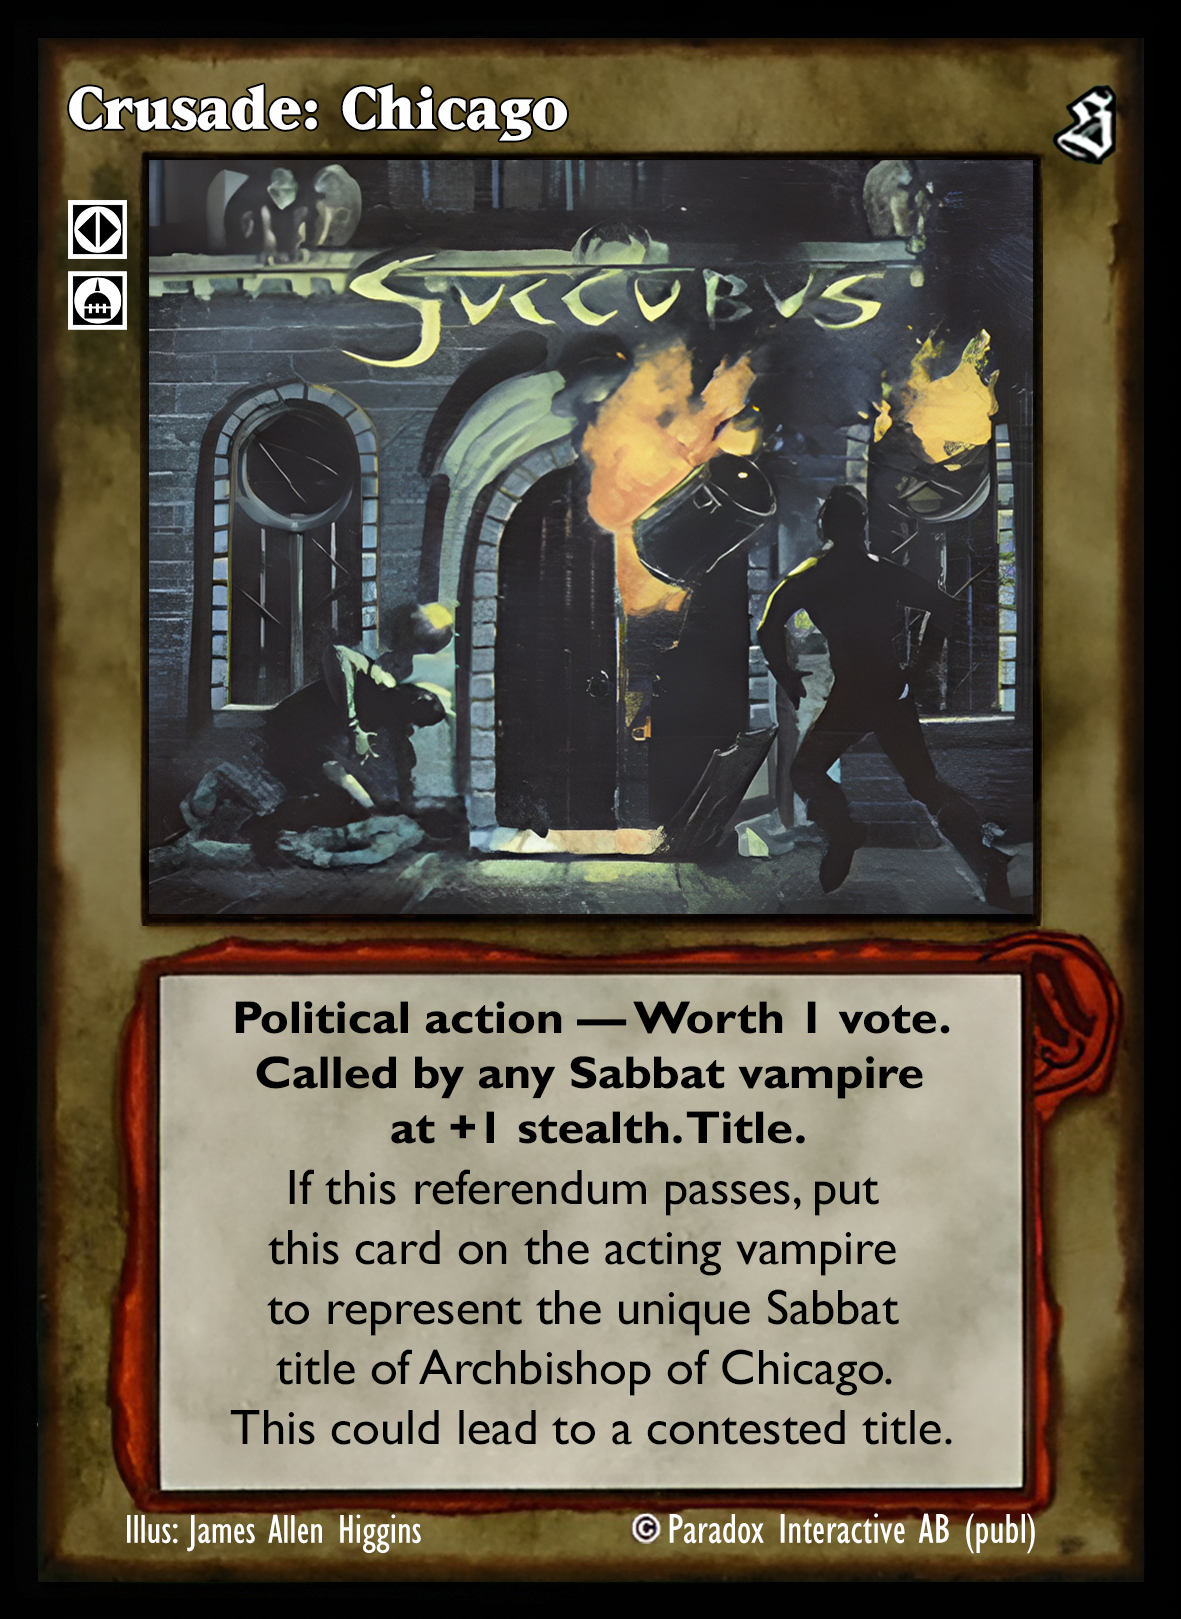 Crusade: Chicago
SUCCUBUS
Political action — Worth 1 vote.
Called by any Sabbat vampire
at +1 stealth. Title.
If this referendum passes, put
this card on the acting vampire
to represent the unique Sabbat
title of Archbishop of Chicago.
This could lead to a contested title.
Illus: James Allen Higgins
© Paradox Interactive AB (publ)